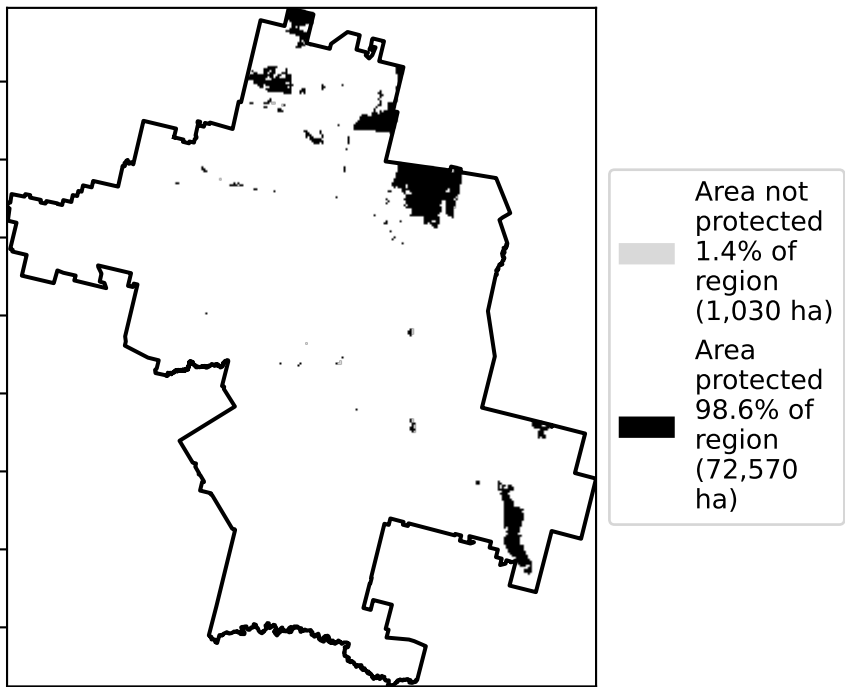 Area not
protected
1.4% of
region
(1,030 ha)
Area
protected
98.6% of
region
(72,570
ha)